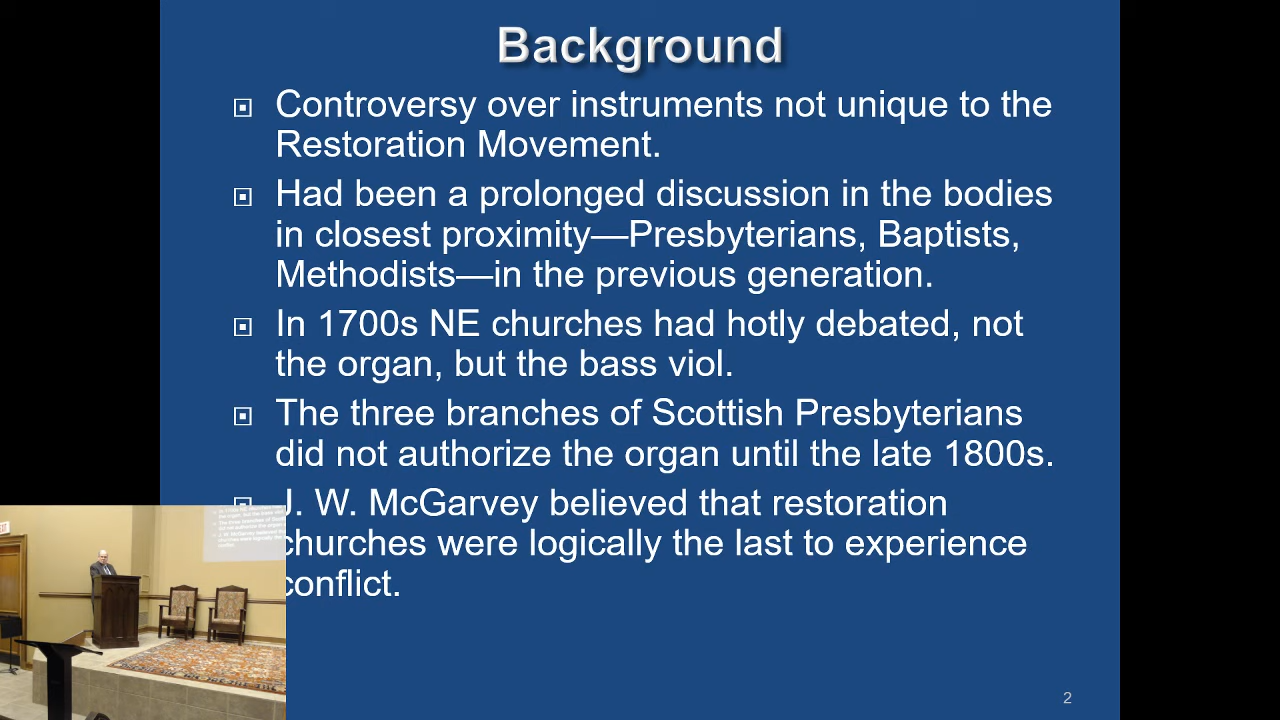 Background
Controversy over instruments not unique to the
Restoration Movement.
Had been a prolonged discussion in the bodies
in closest proximity—Presbyterians, Baptists,
Methodists—in the previous generation.
In 1700s NE churches had hotly debated, not
the organ, but the bass viol.
The three branches of Scottish Presbyterians
did not authorize the organ until the late 1800s.
J. W. McGarvey believed that restoration
churches were logically the last to experience
conflict.
2